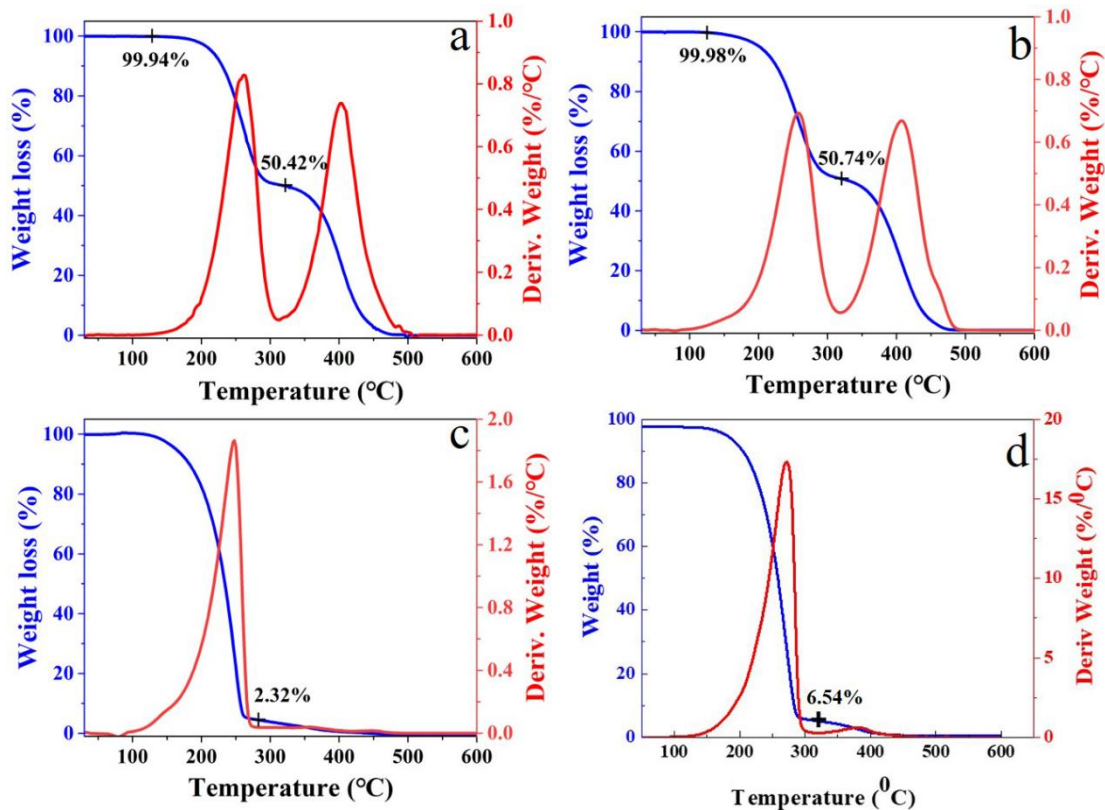 a
Weight loss (%)
100
80
60
40
20
0
99.94%
50.42%
1.0
0.8
0.6
0.4
0.2
0.0
Deriv. Weight (%/°C)
100 200 300 400 500 600
Temperature (°C)
b
Weight loss (%)
100
80
60
40
20
0
99.98%
50.74%
1.0
0.8
0.6
0.4
0.2
0.0
Deriv. Weight (%/°C)
100 200 300 400 500 600
Temperature (°C)
c
Weight loss (%)
100
80
60
40
20
0
2.32%
2.0
1.6
1.2
0.8
0.4
0.0
Deriv. Weight (%/°C)
100 200 300 400 500 600
Temperature (°C)
d
Weight (%)
100
80
60
40
20
0
6.54%
20
15
10
5
0
Deriv Weight (%/⁰C)
100 200 300 400 500 600
Temperature (⁰C)